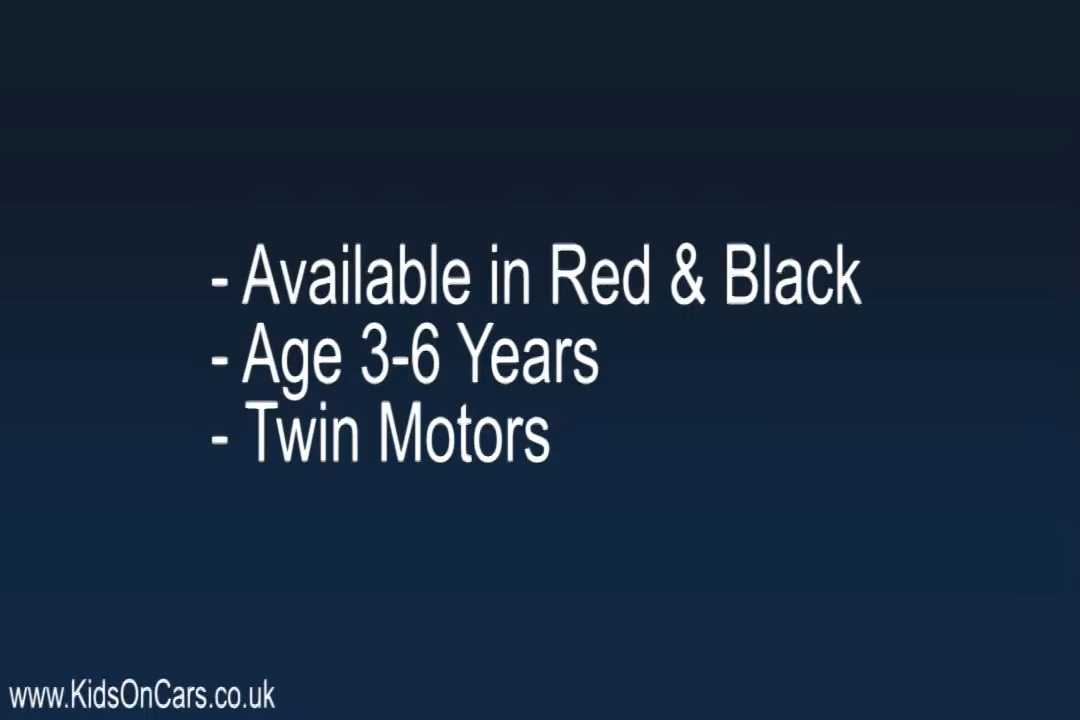 - Available in Red & Black
- Age 3-6 Years
- Twin Motors
www.KidsOnCars.co.uk